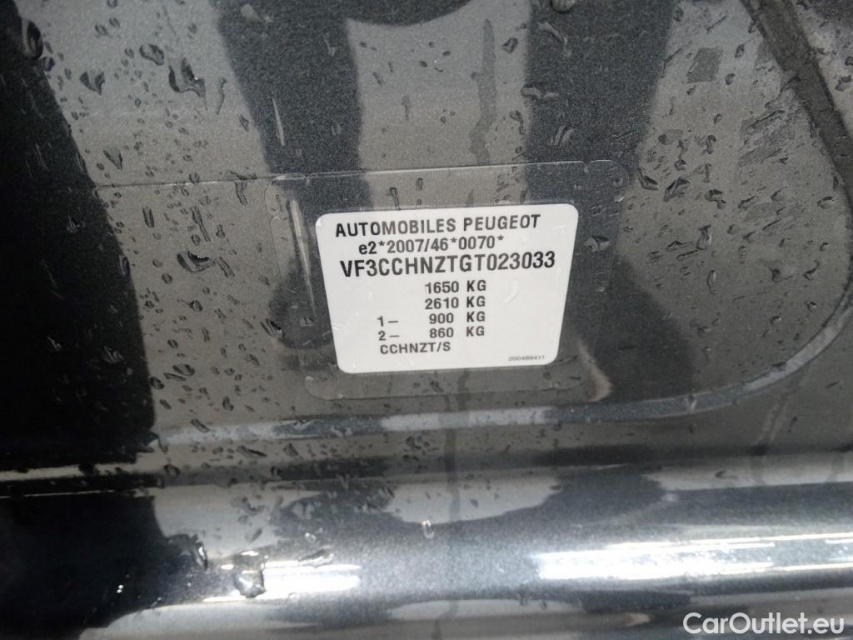 AUTOMOBILES PEUGEOT
e2*2007/46*0070*
VF3CCHNZTGT023033
1650 KG
2610 KG
1– 900 KG
2– 860 KG
CCHNZT/S
CarOutlet.eu